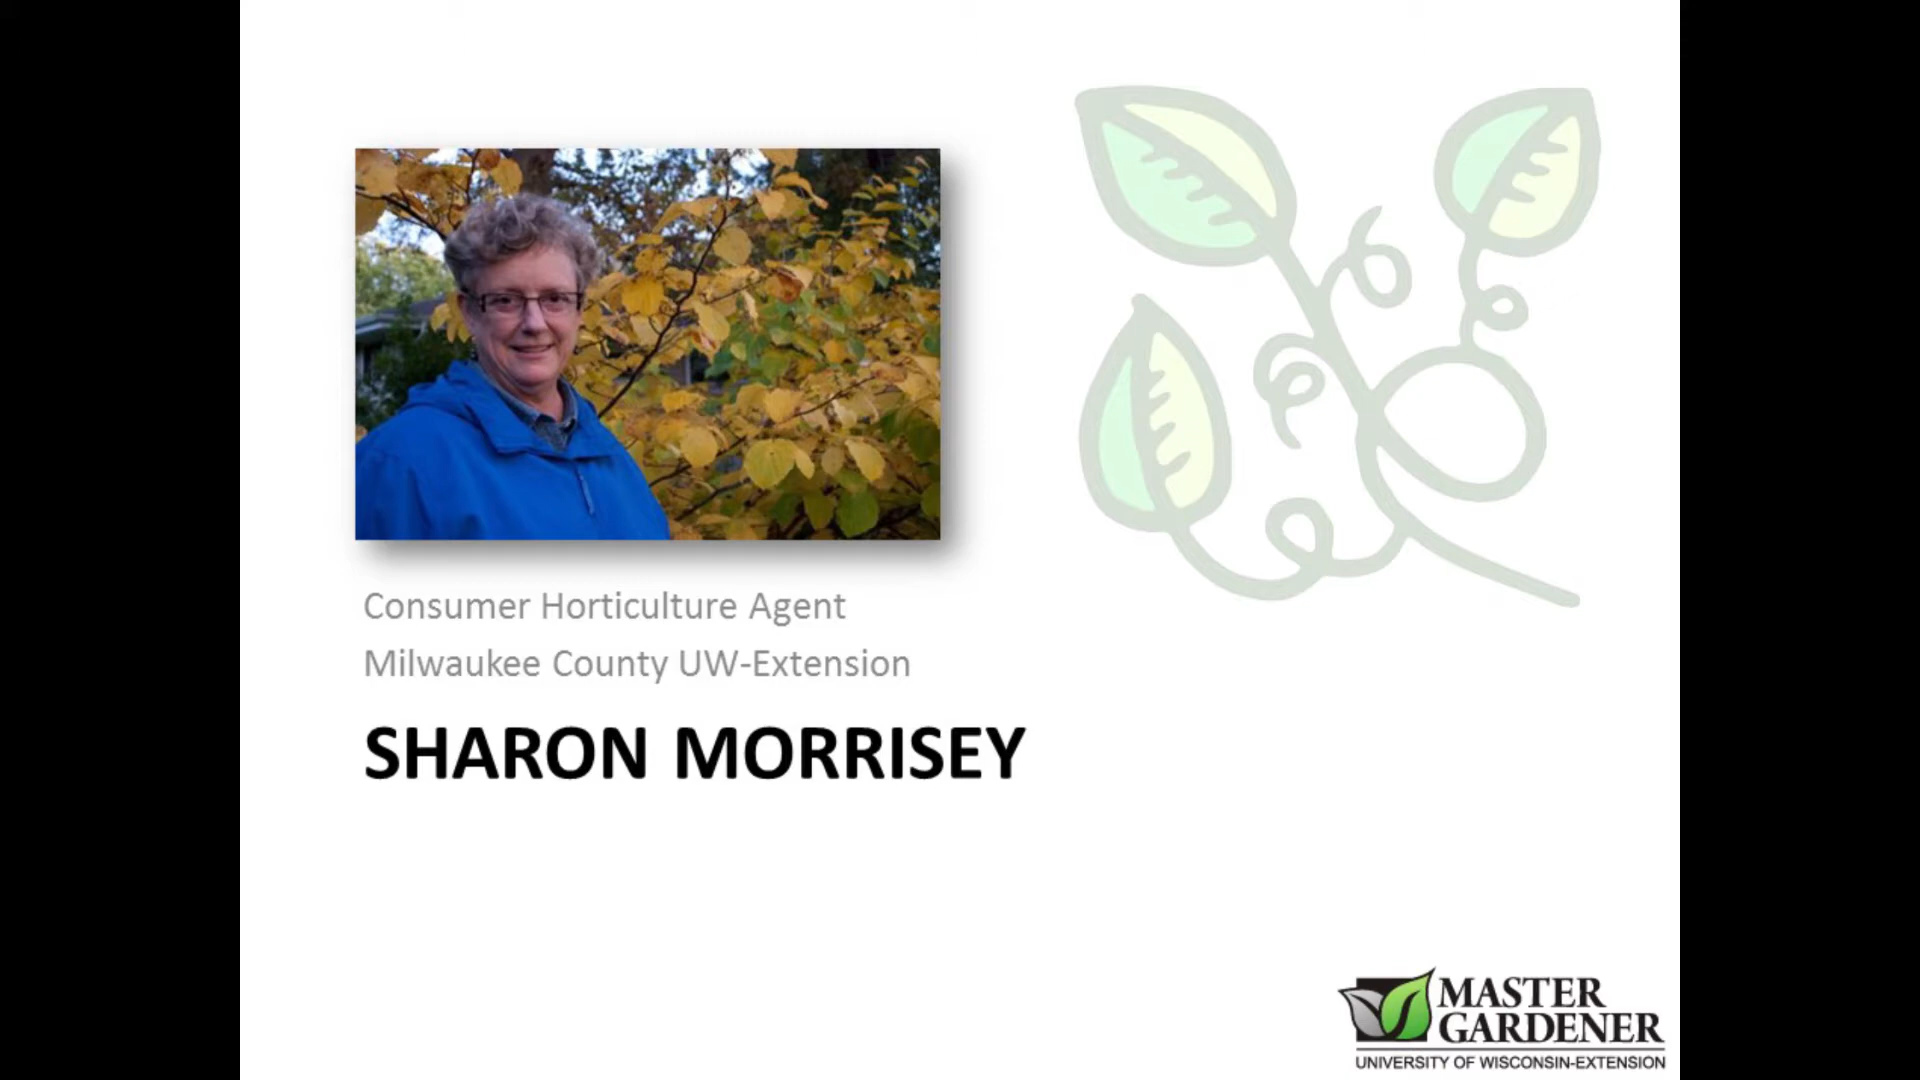 Consumer Horticulture Agent
Milwaukee County UW-Extension
SHARON MORRISEY
MASTER
GARDENER
UNIVERSITY OF WISCONSIN-EXTENSION